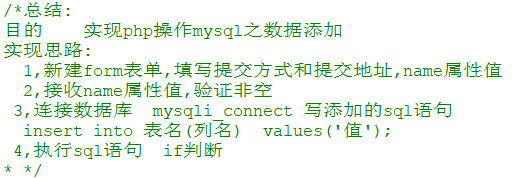 /*总结:
目的    实现php操作mysql之数据添加
实现思路:
1,新建form表单,填写提交方式和提交地址,name属性值
2,接收name属性值,验证非空
3,连接数据库  mysqli_connect 写添加的sql语句
insert into 表名(列名)  values('值');
4,执行sql语句  if判断
* */